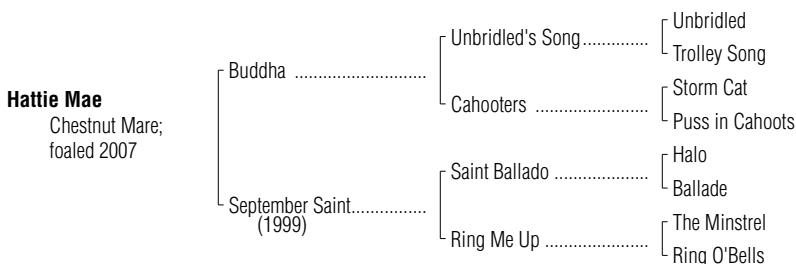 Unbridled
Unbridled's Song..............
Trolley Song
Buddha ............................
Storm Cat
Cahooters ........................
Puss in Cahoots
Hattie Mae
Chestnut Mare;
foaled 2007
Halo
Saint Ballado ....................
Ballade
September Saint................
(1999)
The Minstrel
Ring Me Up ......................
Ring O'Bells